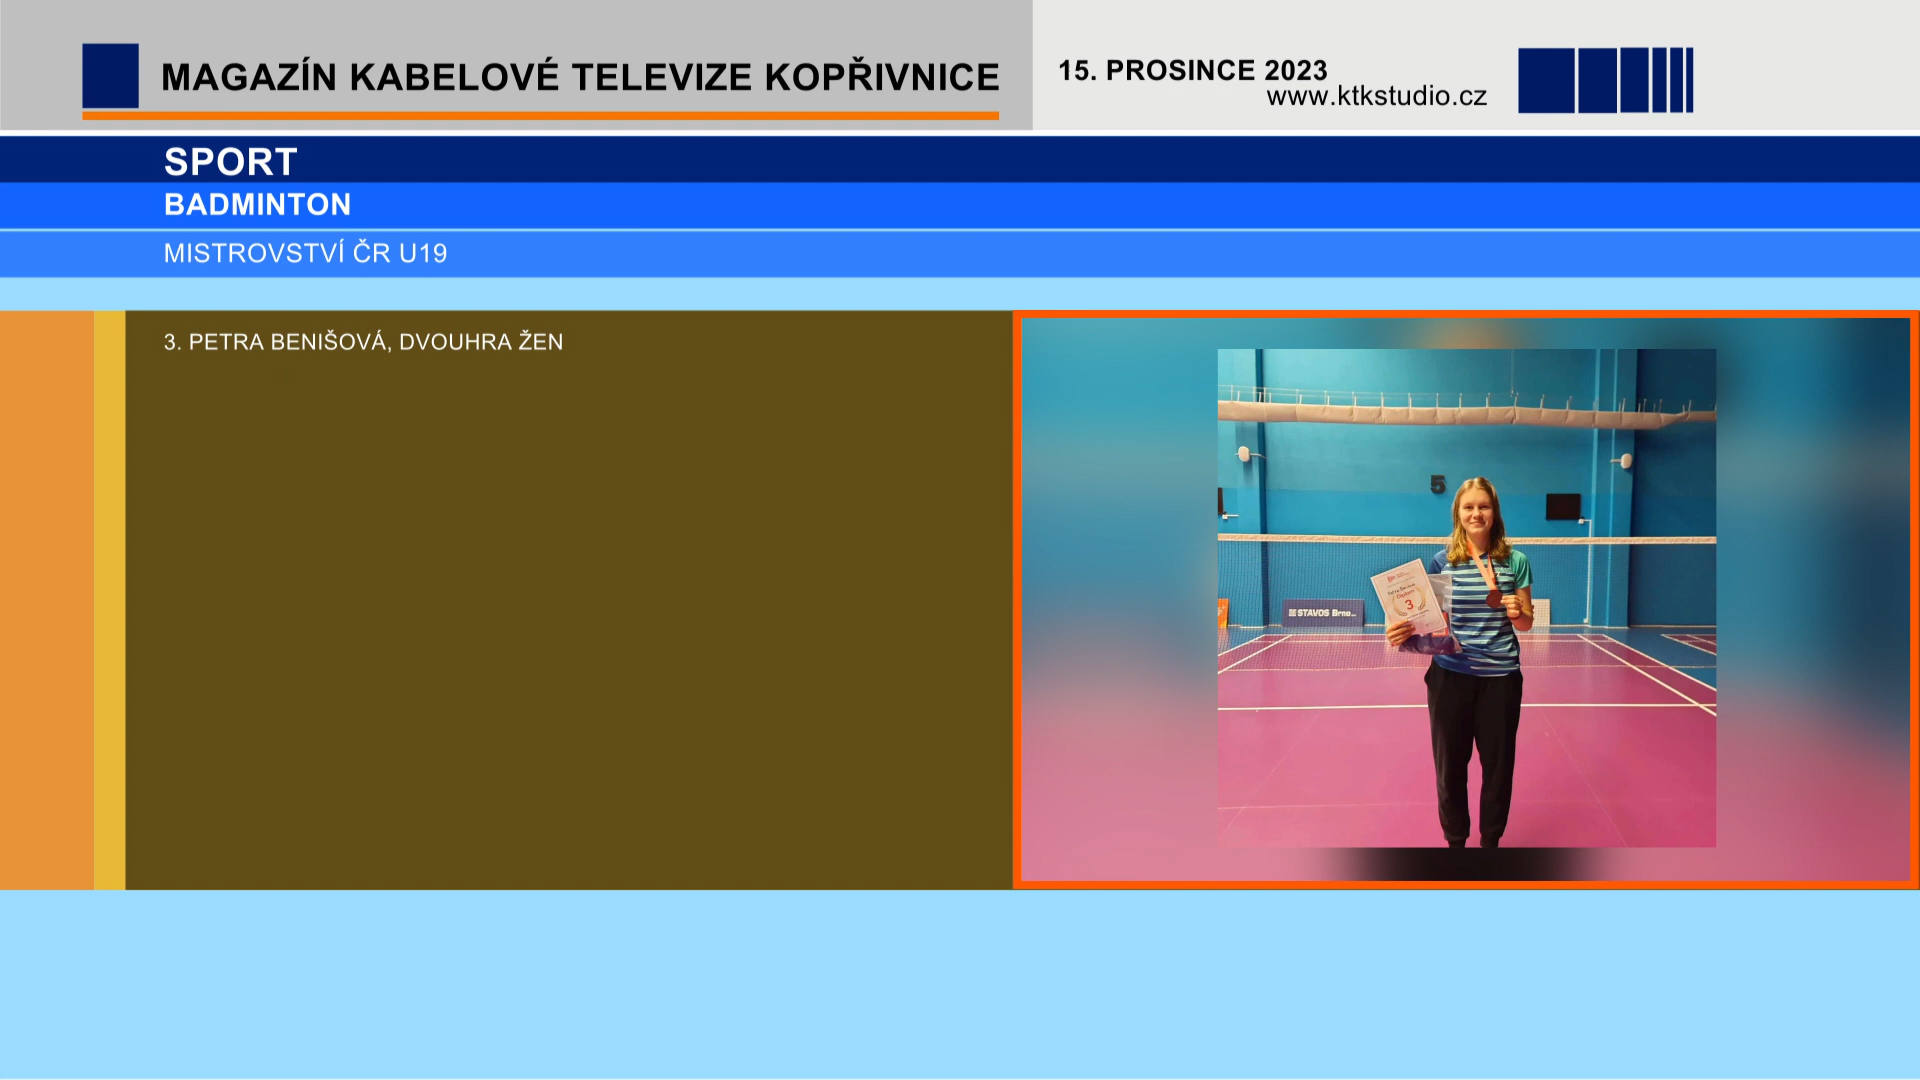 MAGAZÍN KABELOVÉ TELEVIZE KOPŘIVNICE
15. PROSINCE 2023
www.ktkstudio.cz
SPORT
BADMINTON
MISTROVSTVÍ ČR U19
3. PETRA BENIŠOVÁ, DVOUHRA ŽEN
5
STAVOS Brno
Diplom
3